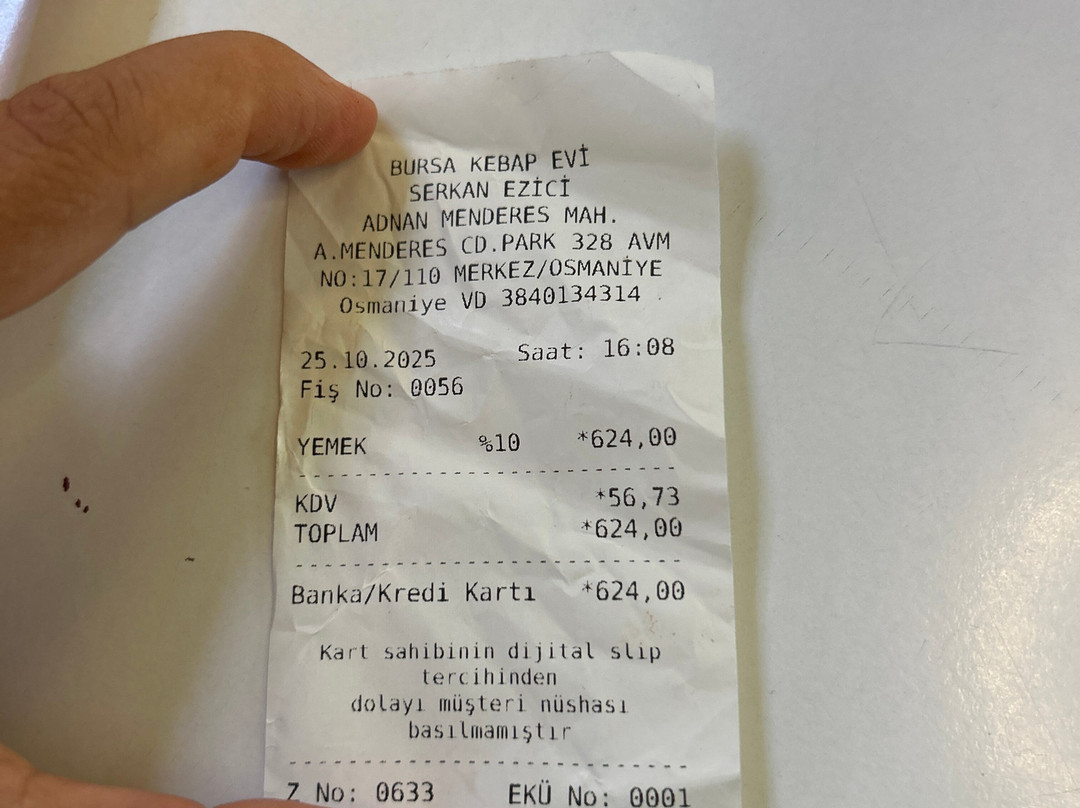 BURSA KEBAP EVİ
SERKAN EZİCİ
ADNAN MENDERES MAH.
A.MENDERES CD.PARK 328 AVM
NO:17/110 MERKEZ/OSMANİYE
Osmaniye VD 3840134314
25.10.2025 Saat: 16:08
Fiş No: 0056
YEMEK %10 *624,00
KDV *56,73
TOPLAM *624,00
Banka/Kredi Kartı *624,00
Kart sahibinin dijital slip
tercihinden
dolayı müşteri nüshası
basılmamıştır
Z No: 0633 EKÜ No: 0001